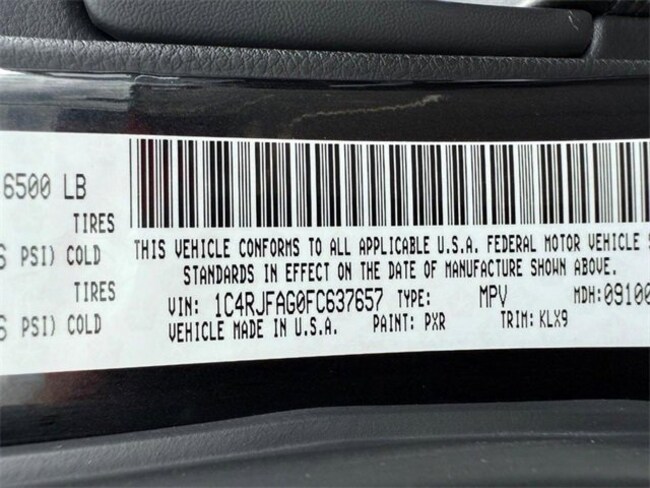 6500 LB
TIRES
PSI) COLD
TIRES
PSI) COLD
THIS VEHICLE CONFORMS TO ALL APPLICABLE U.S.A. FEDERAL MOTOR VEHICLE
STANDARDS IN EFFECT ON THE DATE OF MANUFACTURE SHOWN ABOVE.
VIN: 1C4RJFAG0FC637657 TYPE: MPV MDH:09100
VEHICLE MADE IN U.S.A. PAINT: PXR TRIM: KLX9